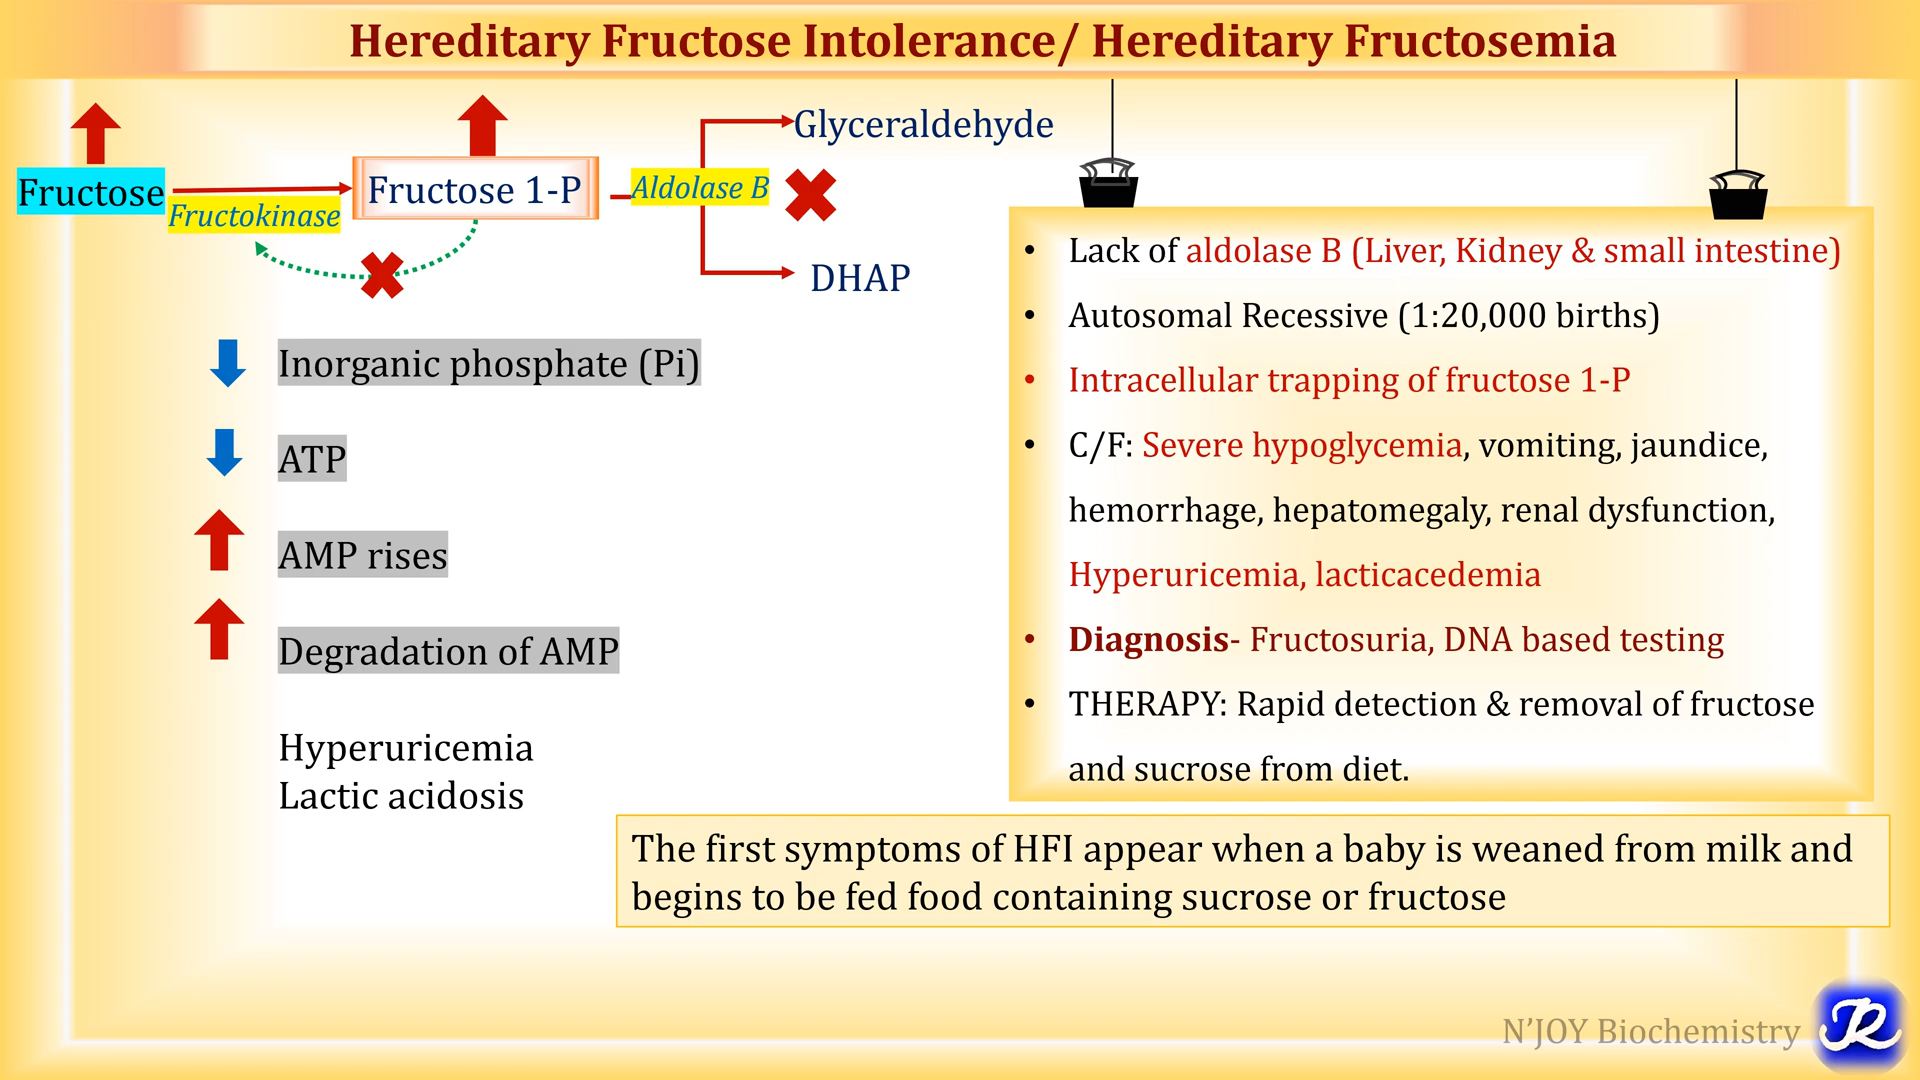 Hereditary Fructose Intolerance/ Hereditary Fructosemia
Fructose
Fructokinase
Fructose 1-P
Aldolase B
Glyceraldehyde
DHAP
Inorganic phosphate (Pi)
ATP
AMP rises
Degradation of AMP
Hyperuricemia
Lactic acidosis
• Lack of aldolase B (Liver, Kidney & small intestine)
• Autosomal Recessive (1:20,000 births)
• Intracellular trapping of fructose 1-P
• C/F: Severe hypoglycemia, vomiting, jaundice,
hemorrhage, hepatomegaly, renal dysfunction,
Hyperuricemia, lacticacedemia
• Diagnosis- Fructosuria, DNA based testing
• THERAPY: Rapid detection & removal of fructose
and sucrose from diet.
The first symptoms of HFI appear when a baby is weaned from milk and
begins to be fed food containing sucrose or fructose
N’JOY Biochemistry